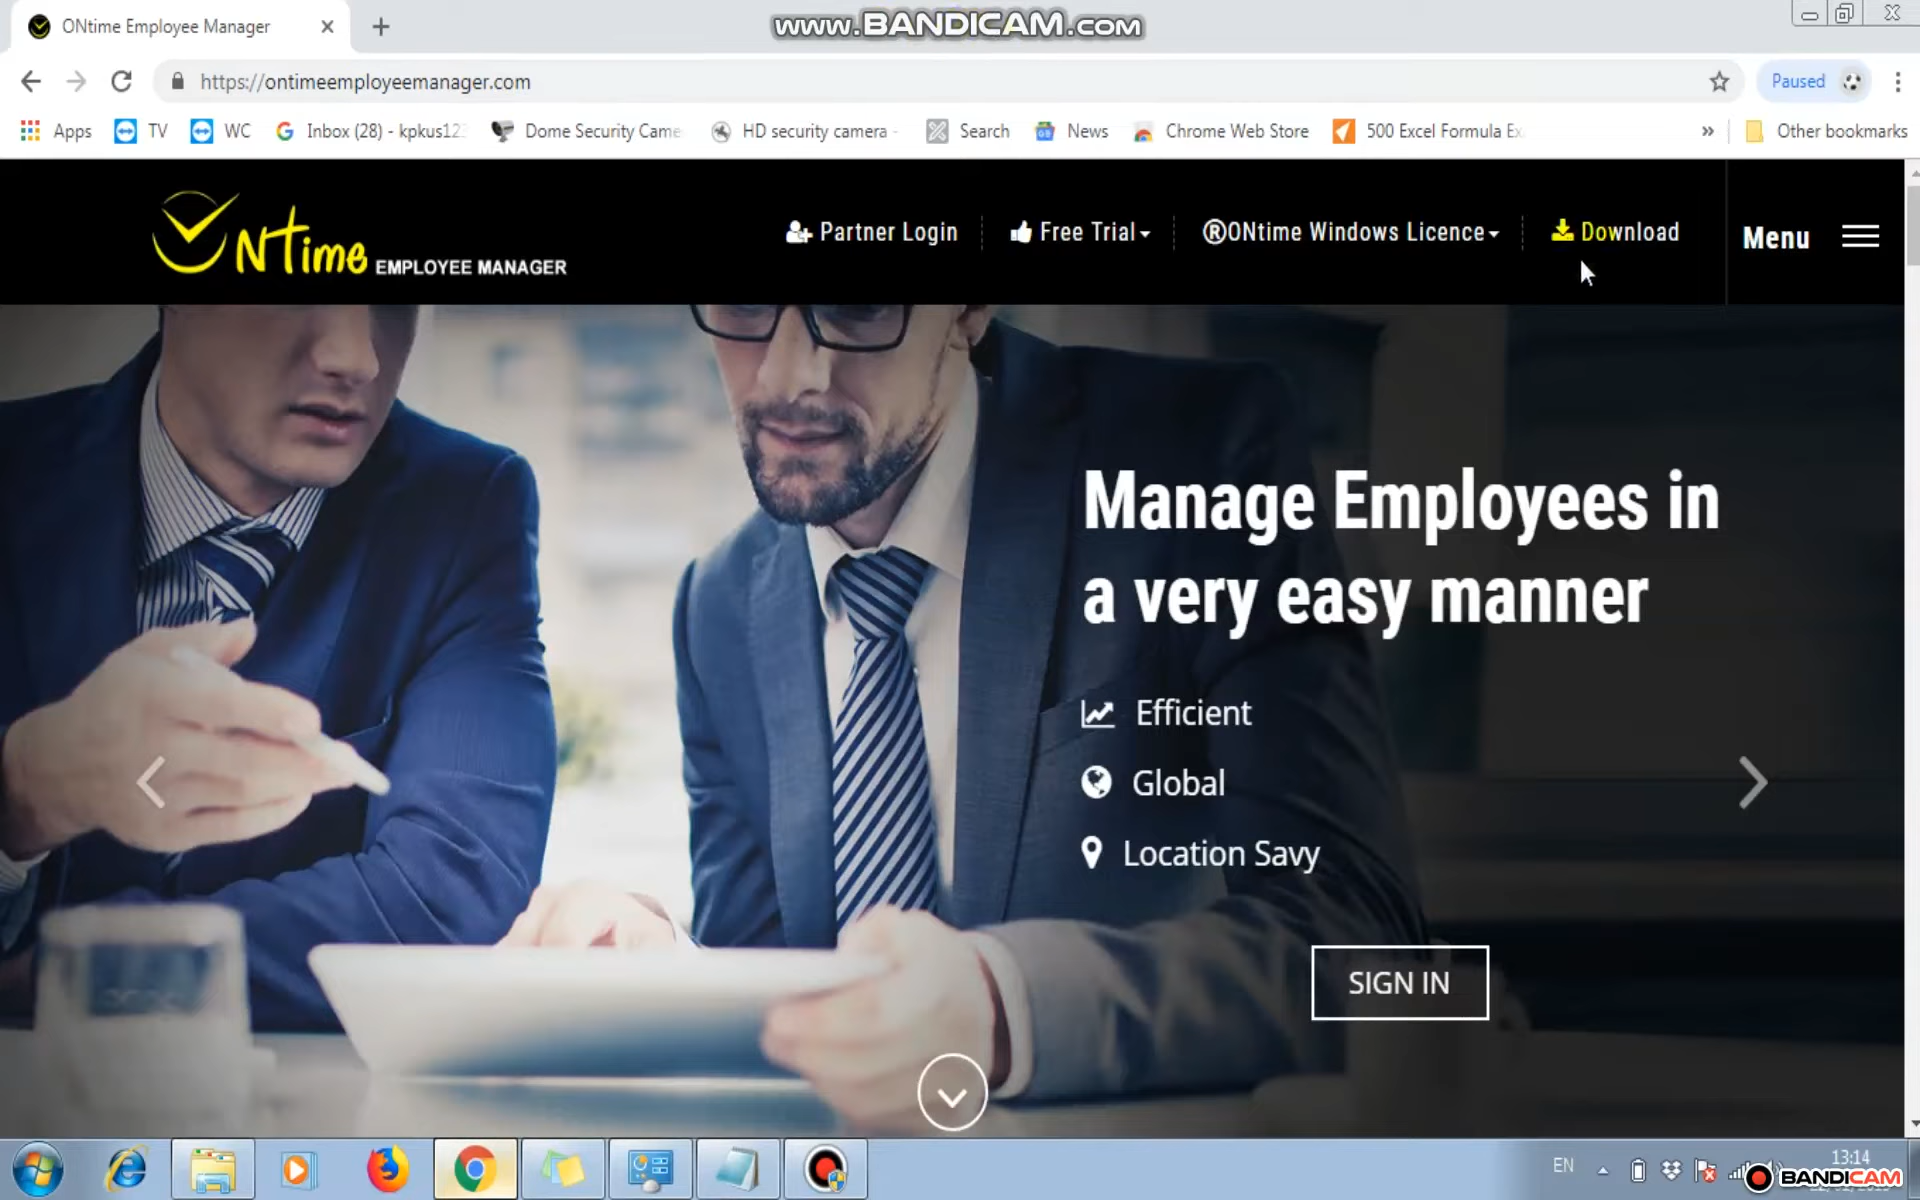 ONtime Employee Manager
www.BANDICAM.com
https://ontimeemployeemanager.com
Paused
Apps
TV
WC
Inbox (28) - kpkus12
Dome Security Came
HD security camera -
Search
News
Chrome Web Store
500 Excel Formula Ex
»
Other bookmarks
ONtime EMPLOYEE MANAGER
Partner Login
Free Trial
®ONtime Windows Licence
Download
Menu
Manage Employees in
a very easy manner
Efficient
Global
Location Savy
SIGN IN
EN
13:14
BANDICAM